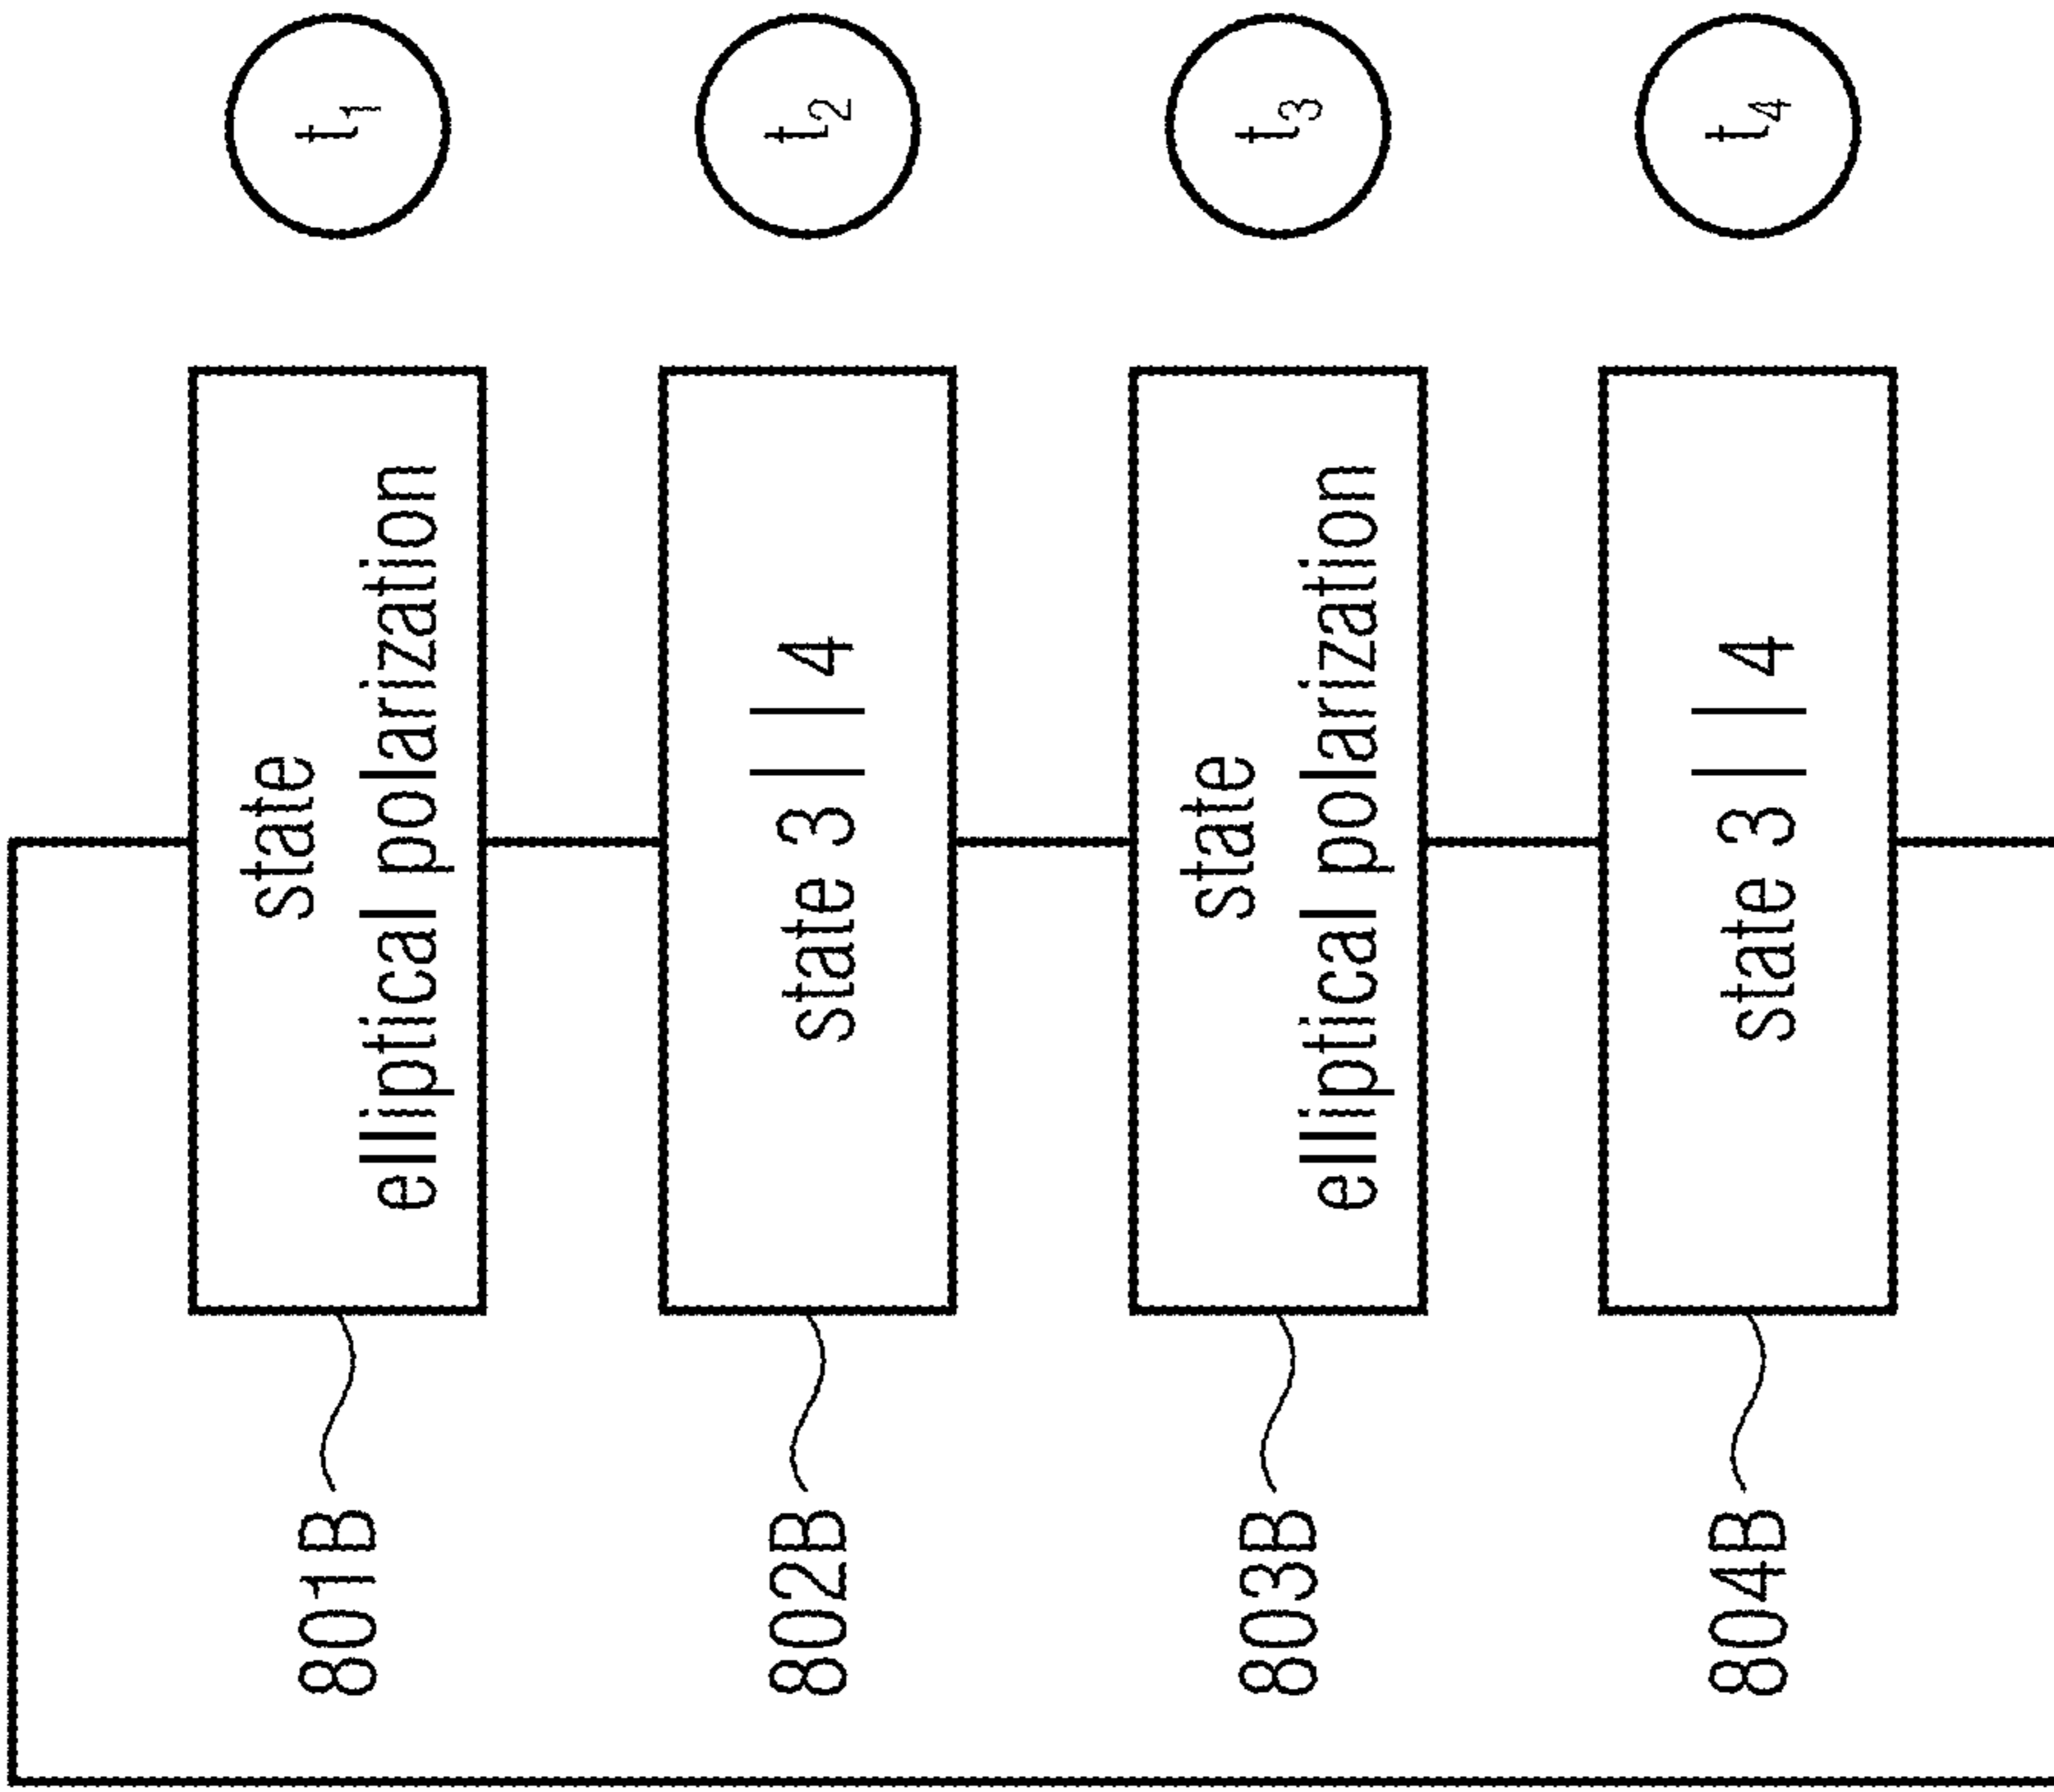 801B
state
elliptical polarization
t1
802B
state 3 || 4
t2
803B
state
elliptical polarization
t3
804B
state 3 || 4
t4